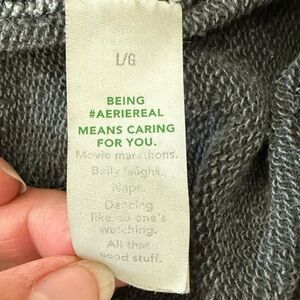 L/G
BEING
#AERIEREAL
MEANS CARING
FOR YOU.
Movie marathons.
Belly laughs.
Naps.
Dancing
like no one's
watching.
All that
good stuff.